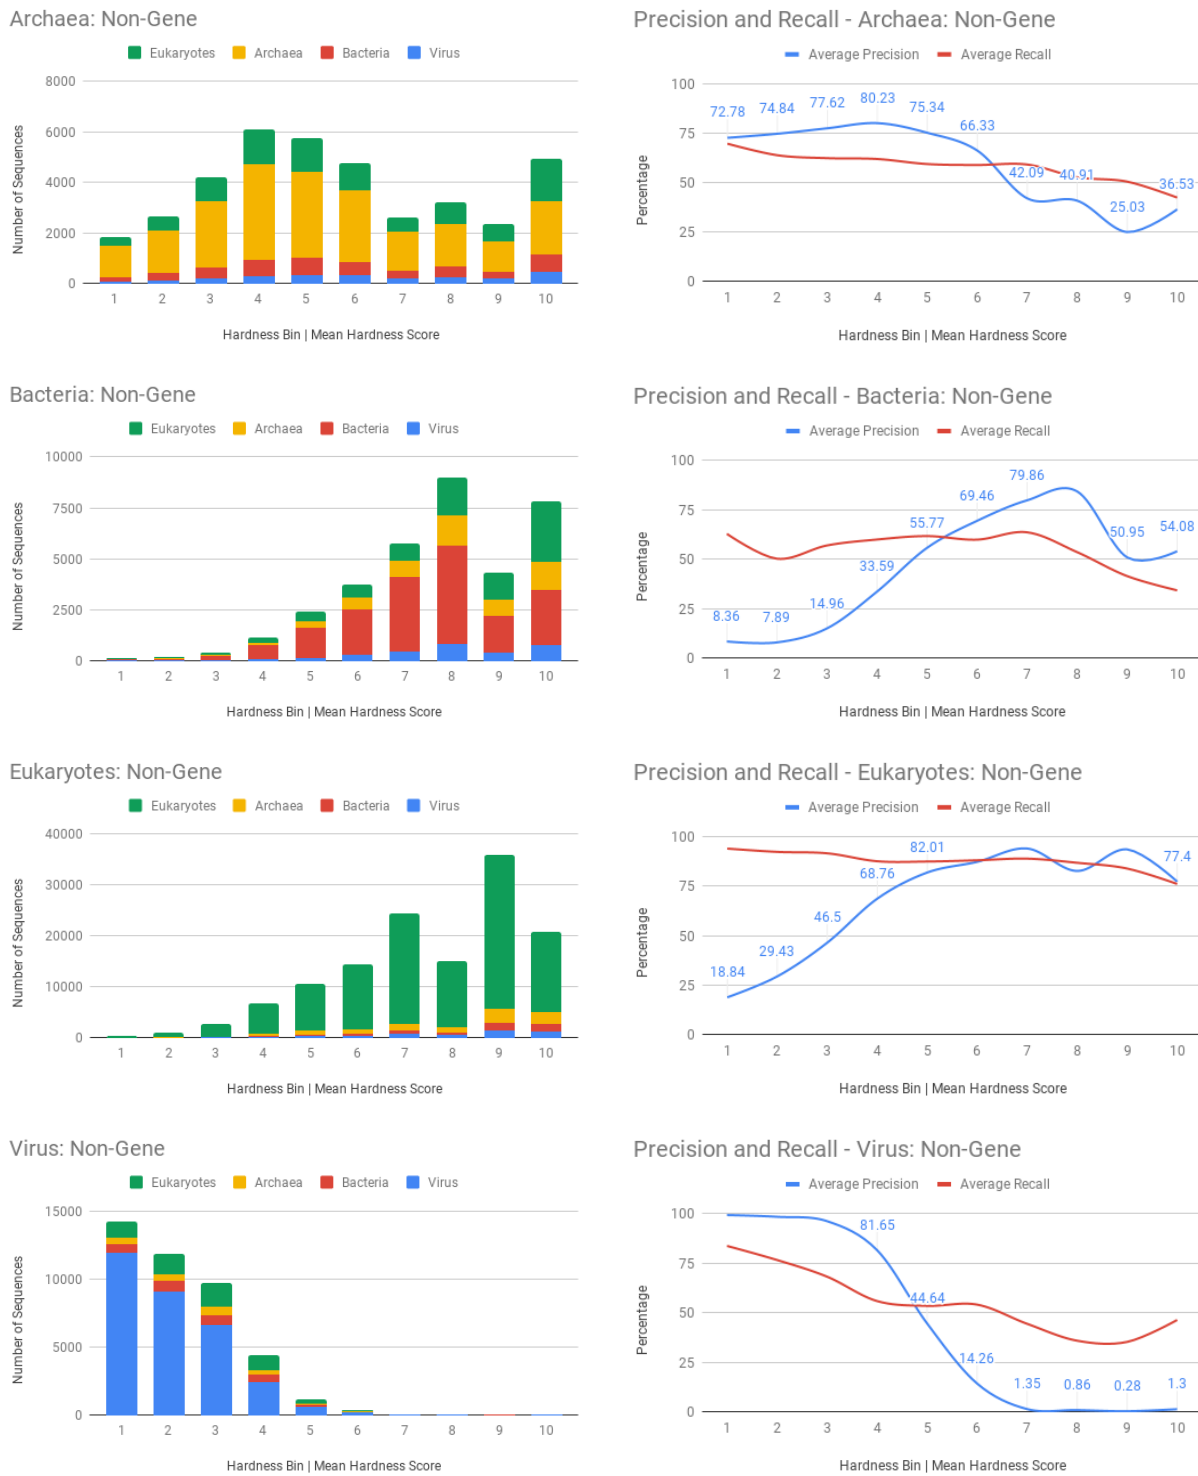 Archaea: Non-Gene
Eukaryotes Archaea Bacteria Virus
8000
6000
4000
2000
0
Number of Sequences
1 2 3 4 5 6 7 8 9 10
Hardness Bin | Mean Hardness Score
Precision and Recall - Archaea: Non-Gene
Average Precision Average Recall
100
75
50
25
0
Percentage
72.78 74.84 77.62 80.23 75.34 66.33 42.09 40.91 25.03 36.53
1 2 3 4 5 6 7 8 9 10
Hardness Bin | Mean Hardness Score
Bacteria: Non-Gene
Eukaryotes Archaea Bacteria Virus
10000
7500
5000
2500
0
Number of Sequences
1 2 3 4 5 6 7 8 9 10
Hardness Bin | Mean Hardness Score
Precision and Recall - Bacteria: Non-Gene
Average Precision Average Recall
100
75
50
25
0
Percentage
8.36 7.89 14.96 33.59 55.77 69.46 79.86 50.95 54.08
1 2 3 4 5 6 7 8 9 10
Hardness Bin | Mean Hardness Score
Eukaryotes: Non-Gene
Eukaryotes Archaea Bacteria Virus
40000
30000
20000
10000
0
Number of Sequences
1 2 3 4 5 6 7 8 9 10
Hardness Bin | Mean Hardness Score
Precision and Recall - Eukaryotes: Non-Gene
Average Precision Average Recall
100
75
50
25
0
Percentage
18.84 29.43 46.5 68.76 82.01 77.4
1 2 3 4 5 6 7 8 9 10
Hardness Bin | Mean Hardness Score
Virus: Non-Gene
Eukaryotes Archaea Bacteria Virus
15000
10000
5000
0
Number of Sequences
1 2 3 4 5 6 7 8 9 10
Hardness Bin | Mean Hardness Score
Precision and Recall - Virus: Non-Gene
Average Precision Average Recall
100
75
50
25
0
Percentage
81.65 44.64 14.26 1.35 0.86 0.28 1.3
1 2 3 4 5 6 7 8 9 10
Hardness Bin | Mean Hardness Score